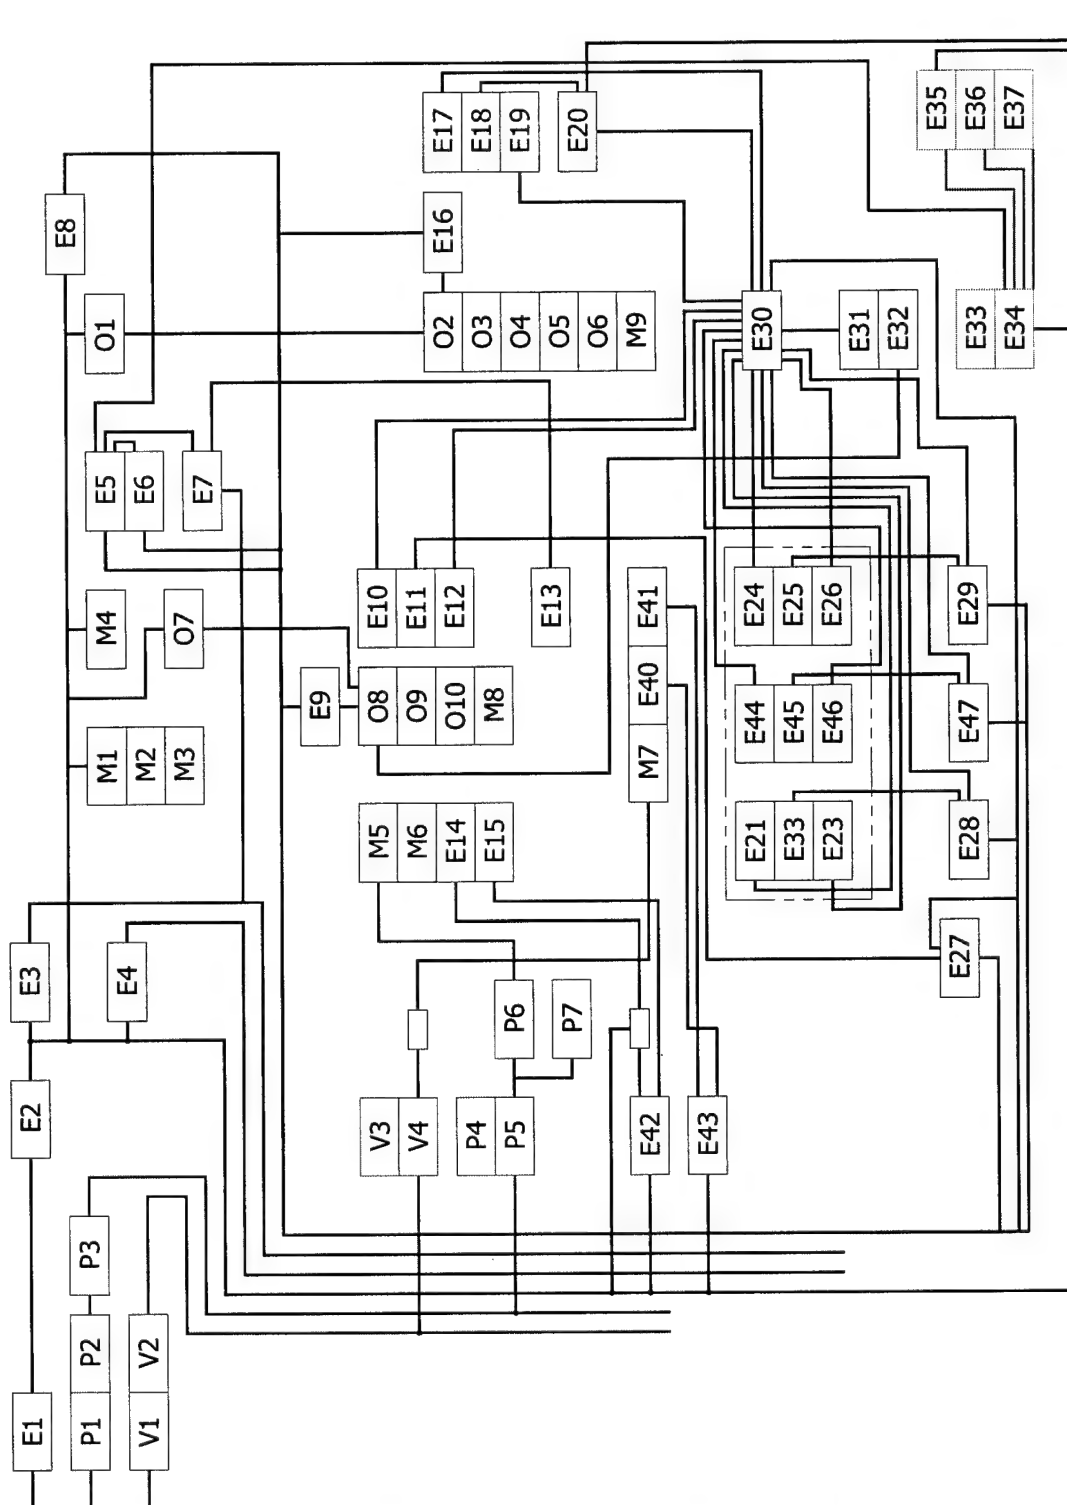 E1 E2 E3
E8
P1 P2 P3
M1 M4 E5 O1
E4
V1 V2 M2 E6
M3 O7 E7
E9
V3 M5 O8 E10
V4 M6 O9 E11
O2 E16 E17
E14 O10 E12
P4 O3 E18
E15 M8
P5 P6 O4 E19
E13 O5
P7 E20
O6
M9
E42 M7 E40 E41
E43
E21 E44 E24 E30
E33 E45 E25
E23 E46 E26
E31
E32
E35
E27 E28 E47 E29
E33 E36
E34 E37